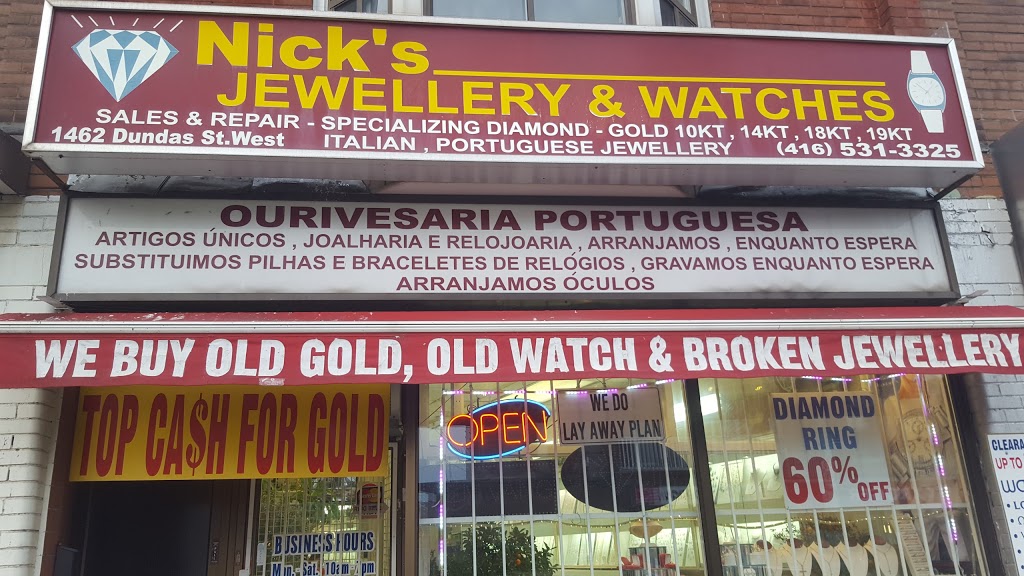 Nick's
JEWELLERY & WATCHES
SALES & REPAIR - SPECIALIZING DIAMOND - GOLD 10KT , 14KT , 18KT , 19KT
1462 Dundas St.West ITALIAN , PORTUGUESE JEWELLERY (416) 531-3325
OURIVESARIA PORTUGUESA
ARTIGOS ÚNICOS , JOALHARIA E RELOJOARIA , ARRANJAMOS , ENQUANTO ESPERA
SUBSTITUIMOS PILHAS E BRACELETES DE RELÓGIOS , GRAVAMOS ENQUANTO ESPERA
ARRANJAMOS ÓCULOS
WE BUY OLD GOLD, OLD WATCH & BROKEN JEWELLERY
TOP CA$H FOR GOLD
OPEN
WE DO
LAY AWAY PLAN
DIAMOND
RING
60% OFF
BUSINESS HOURS
UP TO